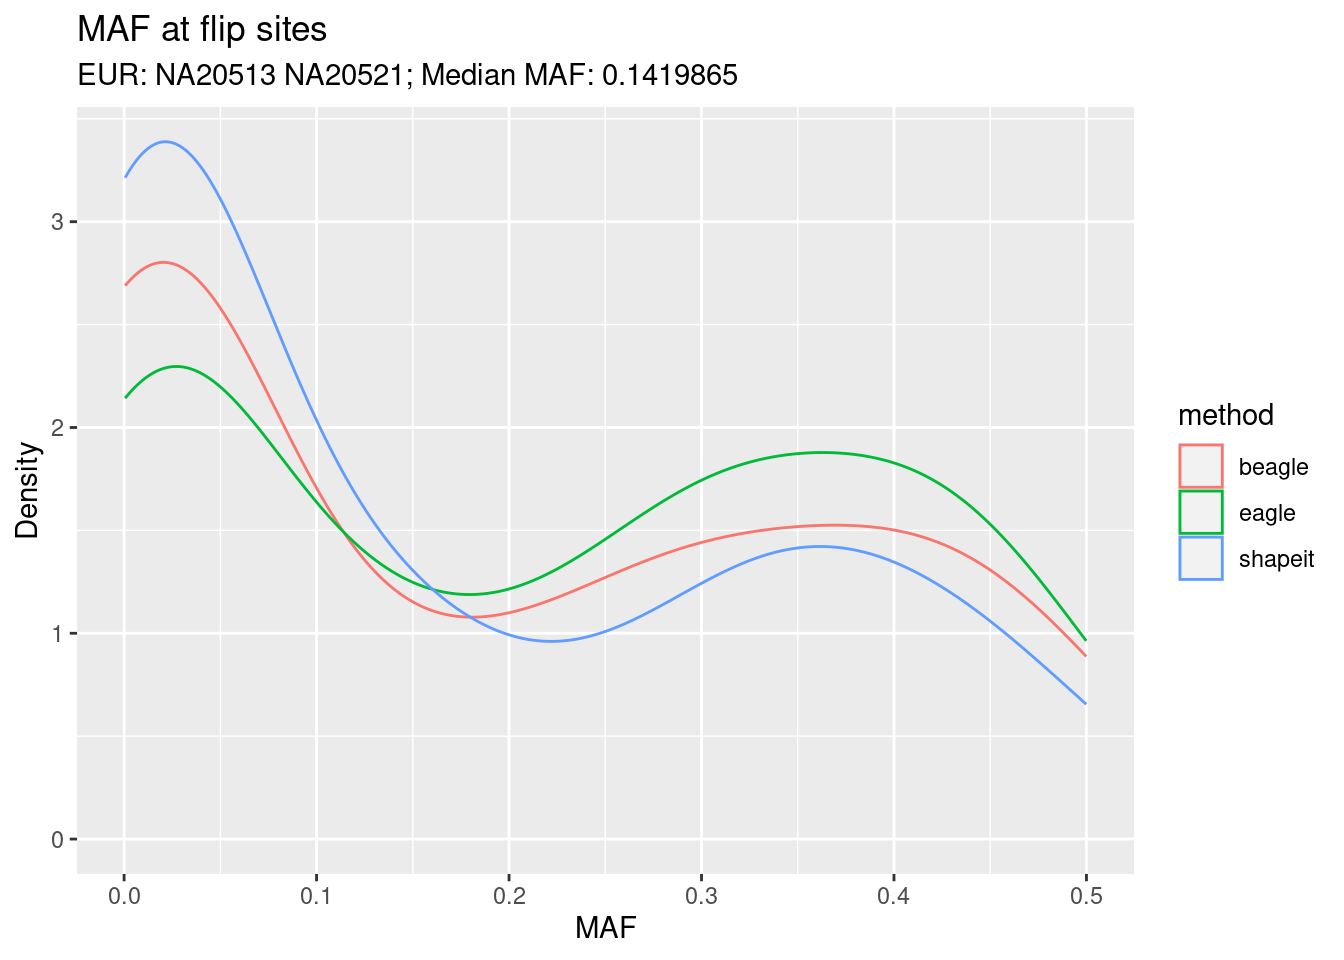 MAF at flip sites
EUR: NA20513 NA20521; Median MAF: 0.1419865
Density
3
2
1
0
0.0 0.1 0.2 0.3 0.4 0.5
MAF
method
beagle
eagle
shapeit